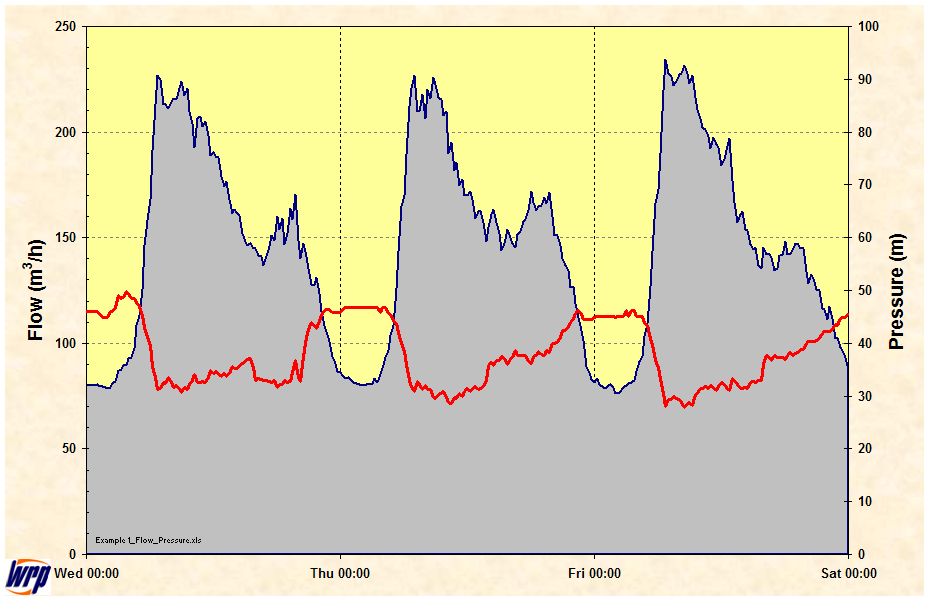 250
200
150
100
50
0
Flow (m³/h)
100
90
80
70
60
50
40
30
20
10
0
Pressure (m)
Example 1_Flow_Pressure.xls
Wed 00:00
Thu 00:00
Fri 00:00
Sat 00:00
wrp